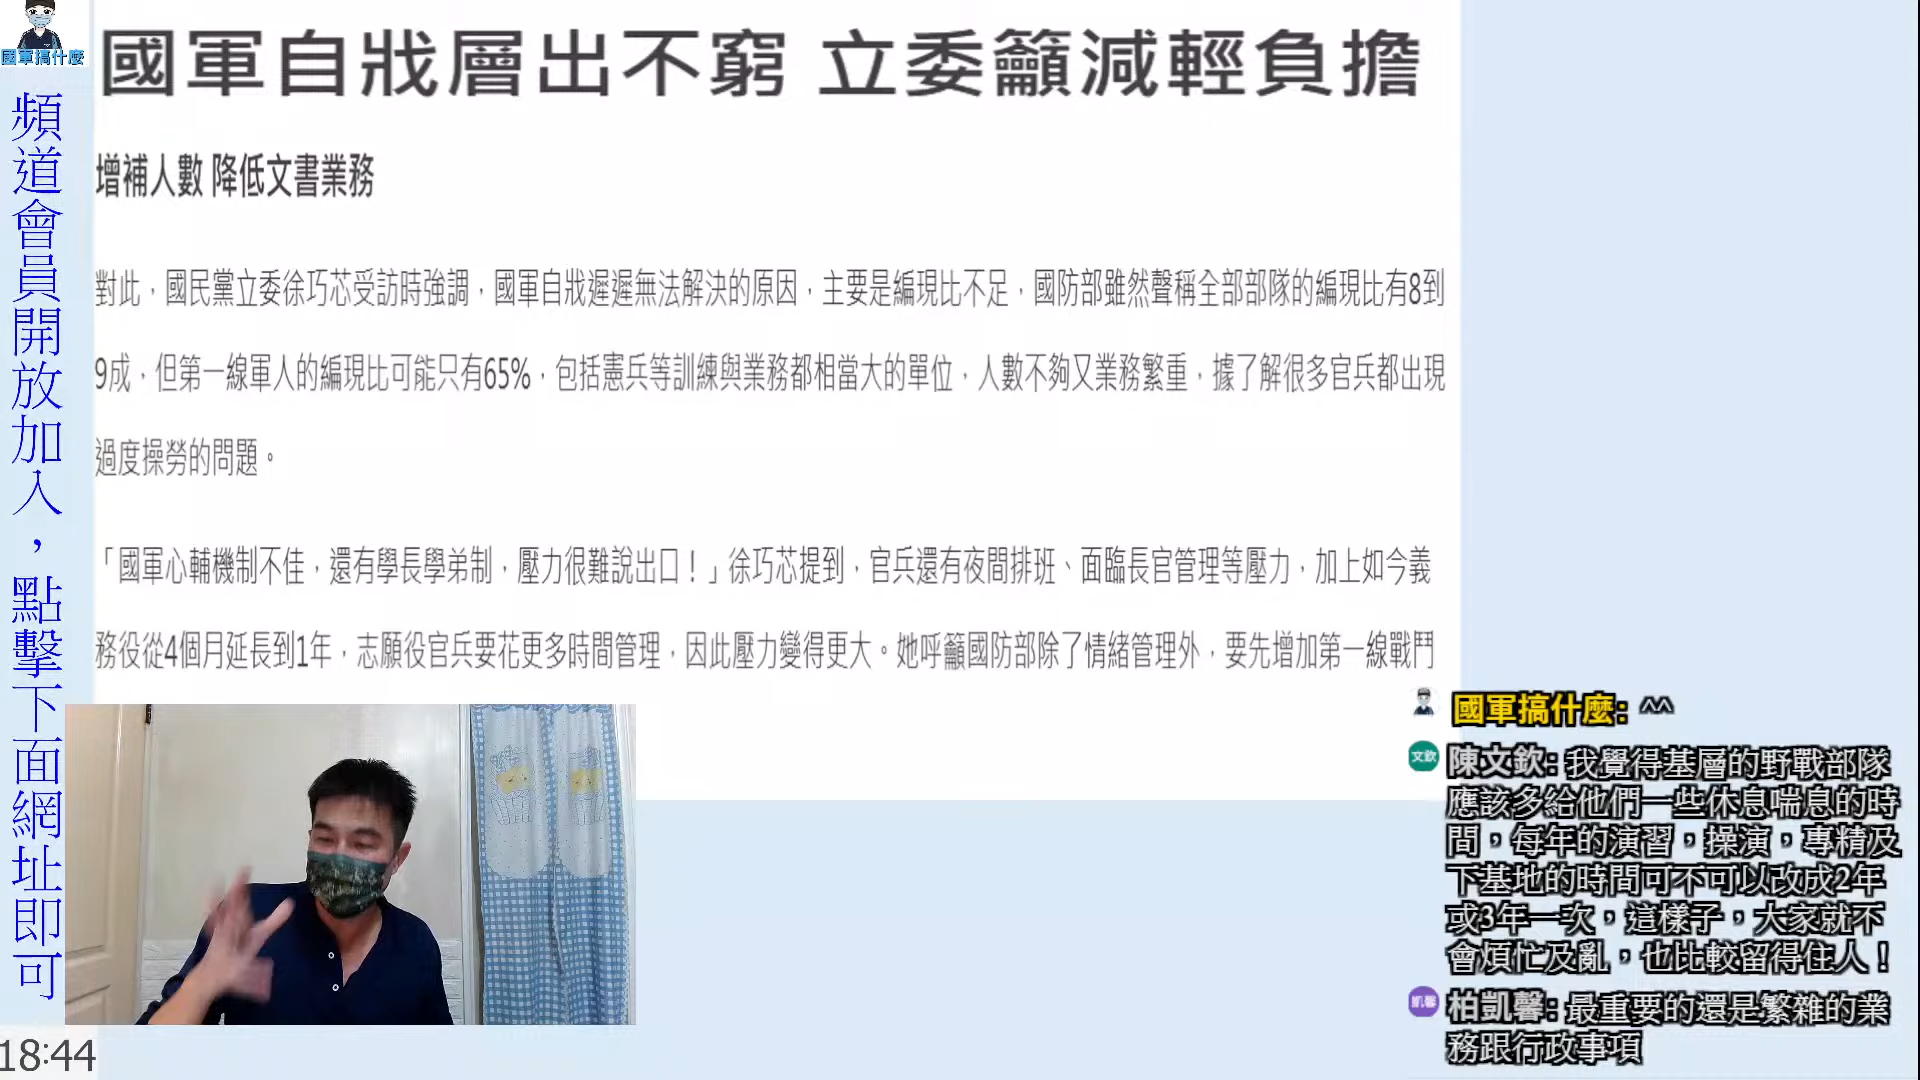 國軍搞什麼
頻道會員開放加入，點擊下面網址即可
國軍自戕層出不窮 立委籲減輕負擔
增補人數 降低文書業務
對此，國民黨立委徐巧芯受訪時強調，國軍自戕遲遲無法解決的原因，主要是編現比不足，國防部雖然聲稱全部部隊的編現比有8到
9成，但第一線軍人的編現比可能只有65%，包括憲兵等訓練與業務都相當大的單位，人數不夠又業務繁重，據了解很多官兵都出現
過度操勞的問題。
「國軍心輔機制不佳，還有學長學弟制，壓力很難說出口！」徐巧芯提到，官兵還有夜間排班、面臨長官管理等壓力，加上如今義
務役從4個月延長到1年，志願役官兵要花更多時間管理，因此壓力變得更大。她呼籲國防部除了情緒管理外，要先增加第一線戰鬥
國軍搞什麼: ^^
文欽
陳文欽: 我覺得基層的野戰部隊
應該多給他們一些休息喘息的時
間，每年的演習，操演，專精及
下基地的時間可不可以改成2年
或3年一次，這樣子，大家就不
會煩忙及亂，也比較留得住人！
凱馨
柏凱馨: 最重要的還是繁雜的業
務跟行政事項
18:44